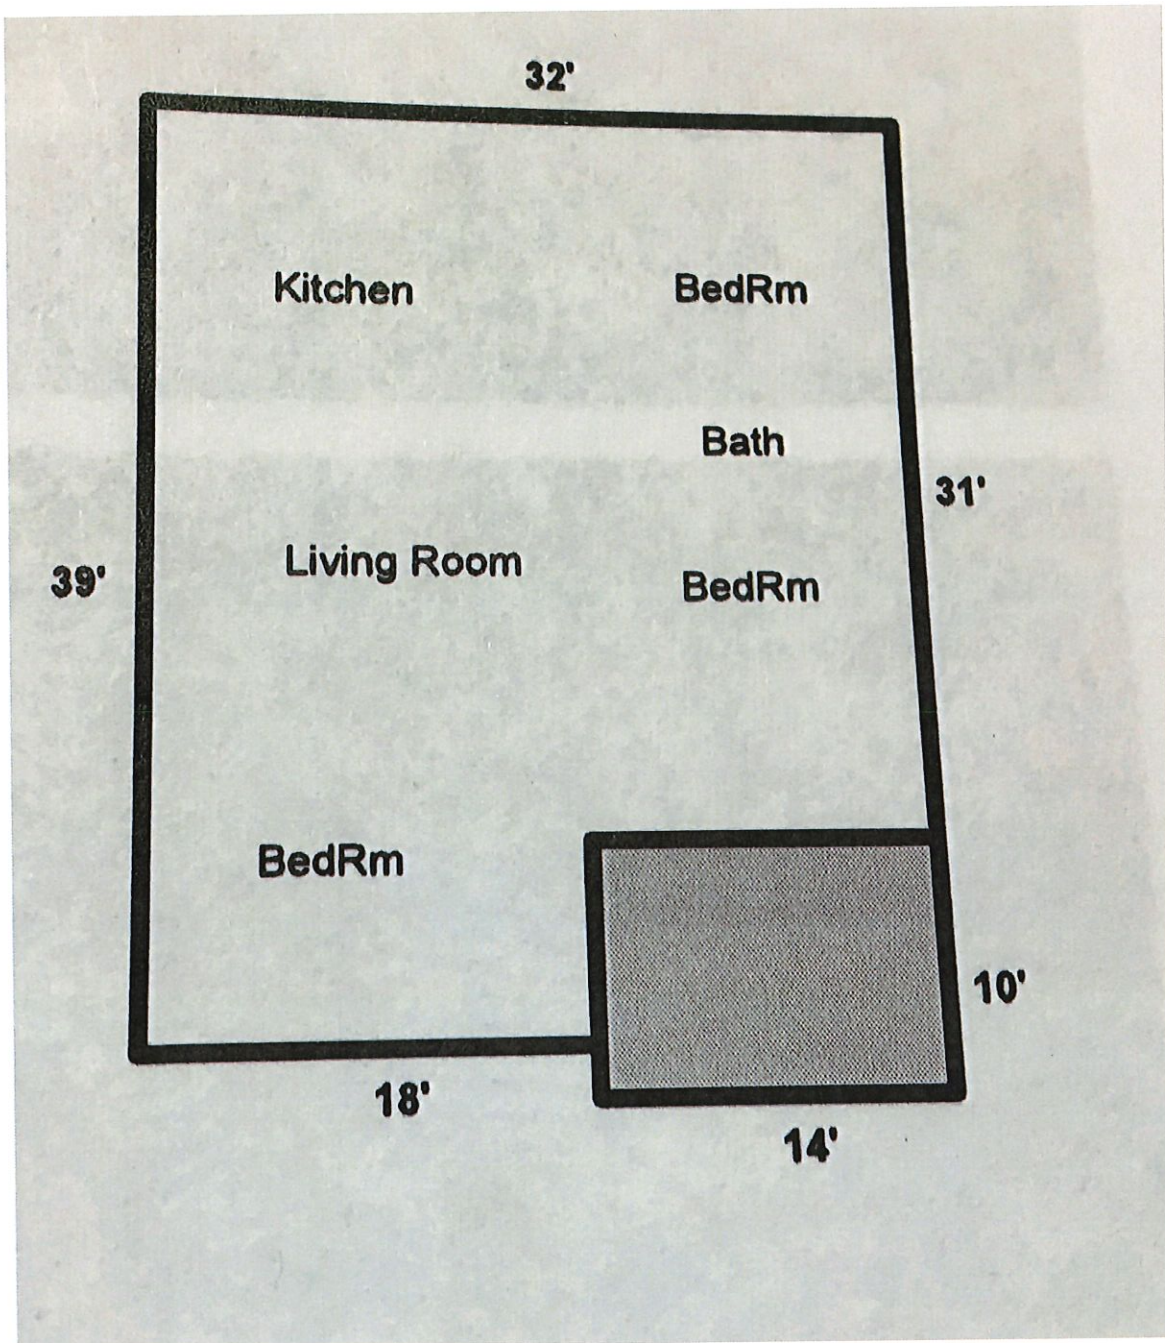 32'
Kitchen
BedRm
Bath
31'
Living Room
39'
BedRm
BedRm
10'
18'
14'